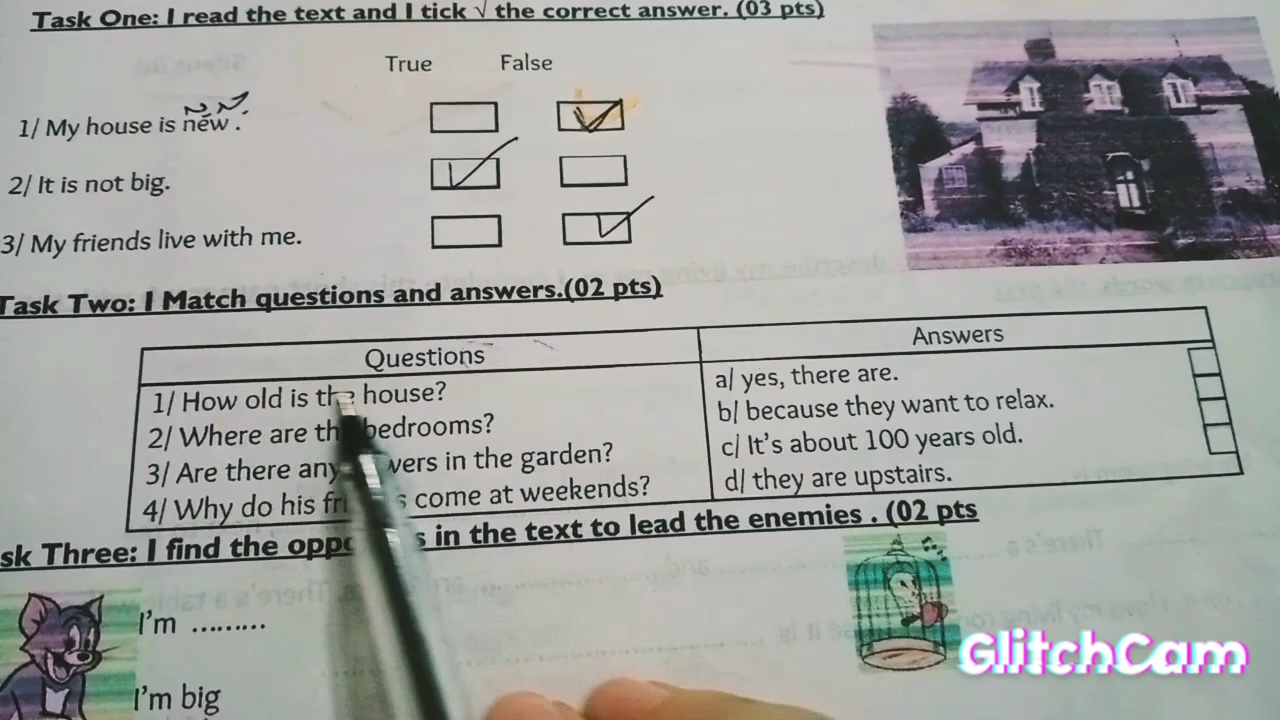 Task One: I read the text and I tick √ the correct answer. (03 pts)
True False
1/ My house is new .
2/ It is not big.
3/ My friends live with me.
Task Two: I Match questions and answers.(02 pts)
Questions Answers
1/ How old is the house? a/ yes, there are.
2/ Where are the bedrooms? b/ because they want to relax.
3/ Are there any in the garden? c/ It's about 100 years old.
4/ Why do his come at weekends? d/ they are upstairs.
sk Three: I find the in the text to lead the enemies . (02 pts
I'm .........
I'm big
GlitchCam